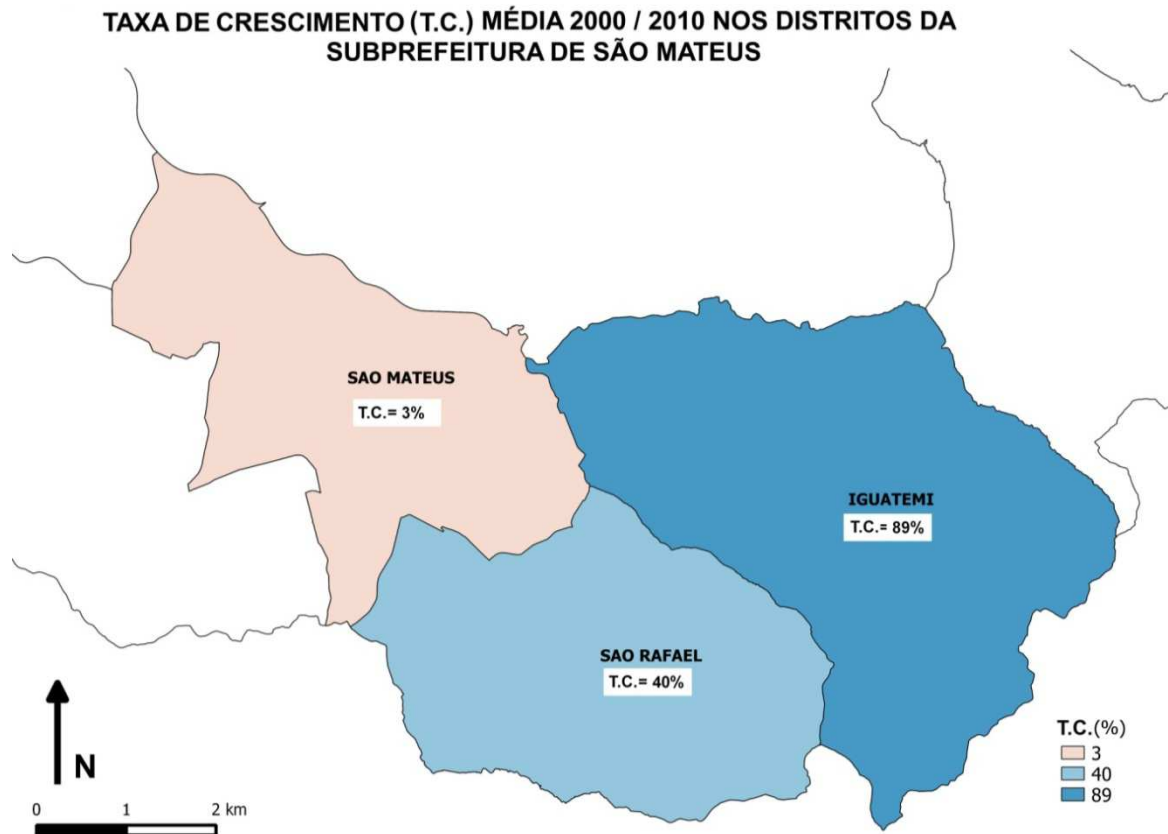 TAXA DE CRESCIMENTO (T.C.) MÉDIA 2000 / 2010 NOS DISTRITOS DA
SUBPREFEITURA DE SÃO MATEUS
SAO MATEUS
T.C.= 3%
IGUATEMI
T.C.= 89%
SAO RAFAEL
T.C.= 40%
N
0 1 2 km
T.C.(%)
3
40
89